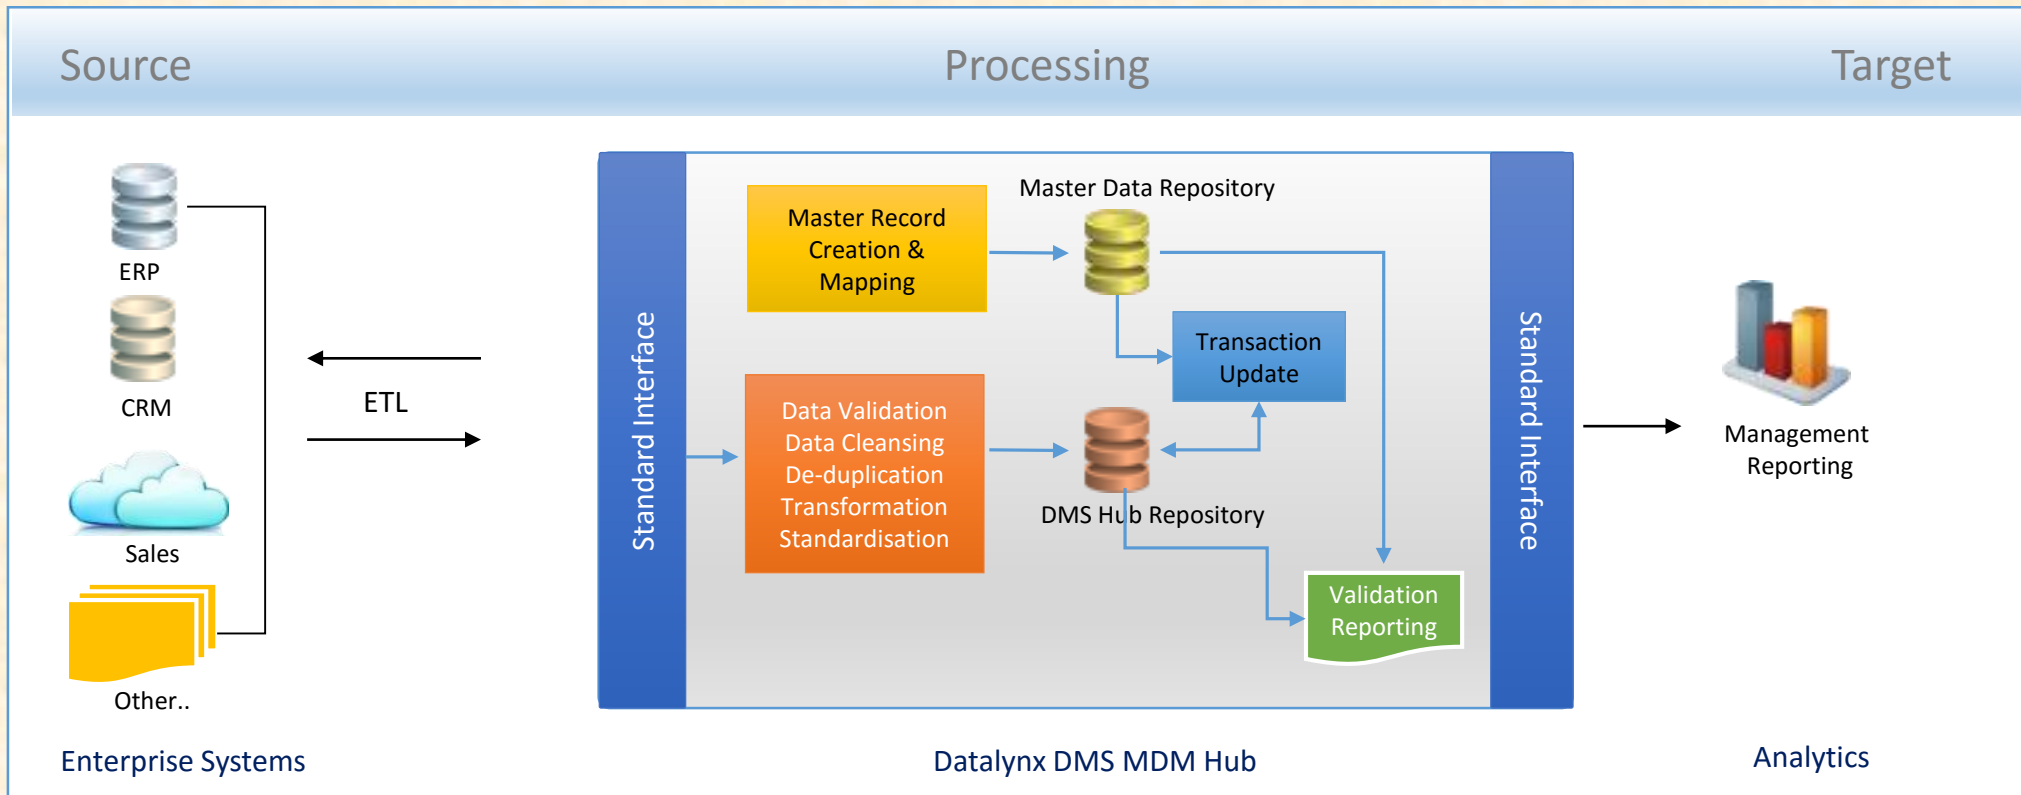 Source
Processing
Target
ERP
CRM
Sales
Other..
Enterprise Systems
ETL
Standard Interface
Master Record
Creation &
Mapping
Master Data Repository
Transaction
Update
Data Validation
Data Cleansing
De-duplication
Transformation
Standardisation
DMS Hub Repository
Validation
Reporting
Standard Interface
Datalynx DMS MDM Hub
Management
Reporting
Analytics